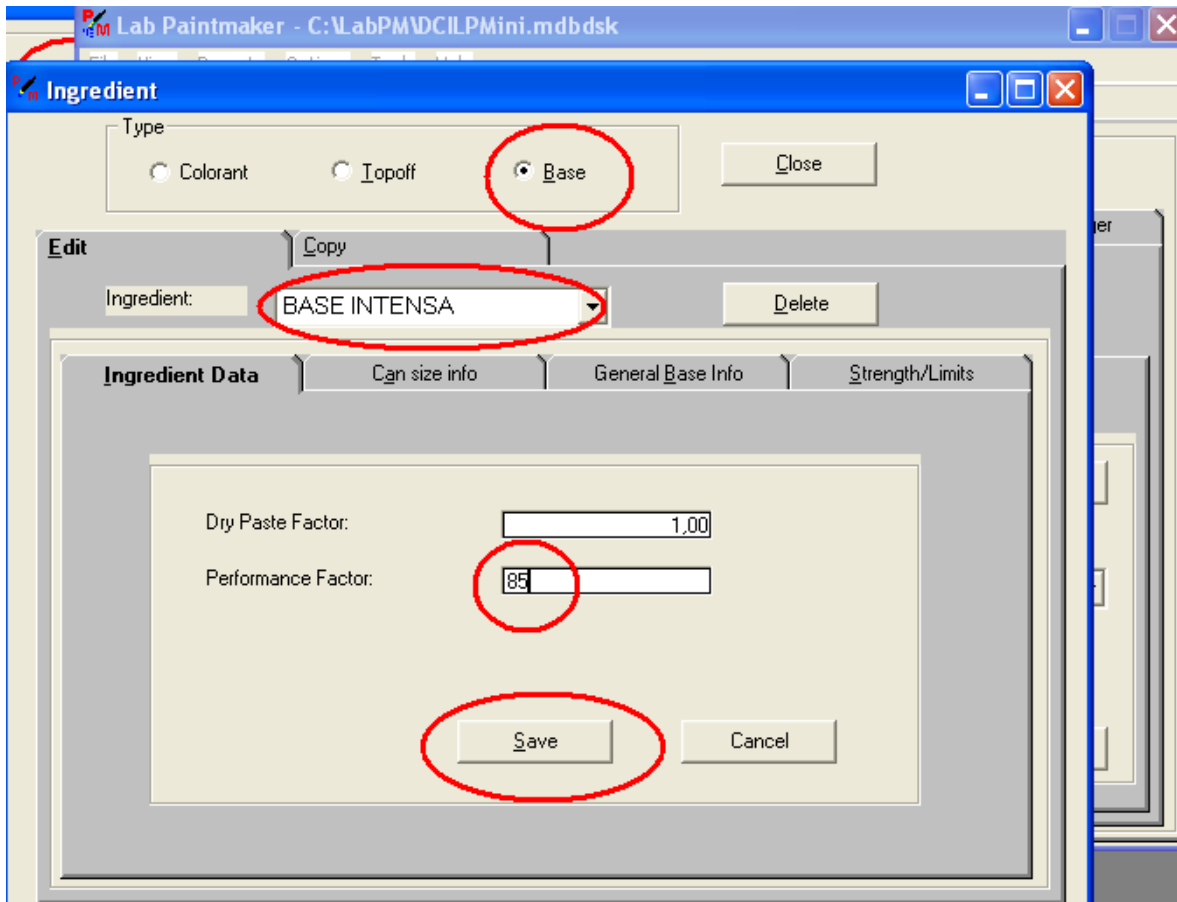 Lab Paintmaker - C:\LabPM\DCILPMini.mdbdsk
Ingredient
Type
Colorant
Topoff
Base
Close
Edit
Copy
Ingredient:
BASE INTENSA
Delete
Ingredient Data
Can size info
General Base Info
Strength/Limits
Dry Paste Factor:
1,00
Performance Factor:
85
Save
Cancel